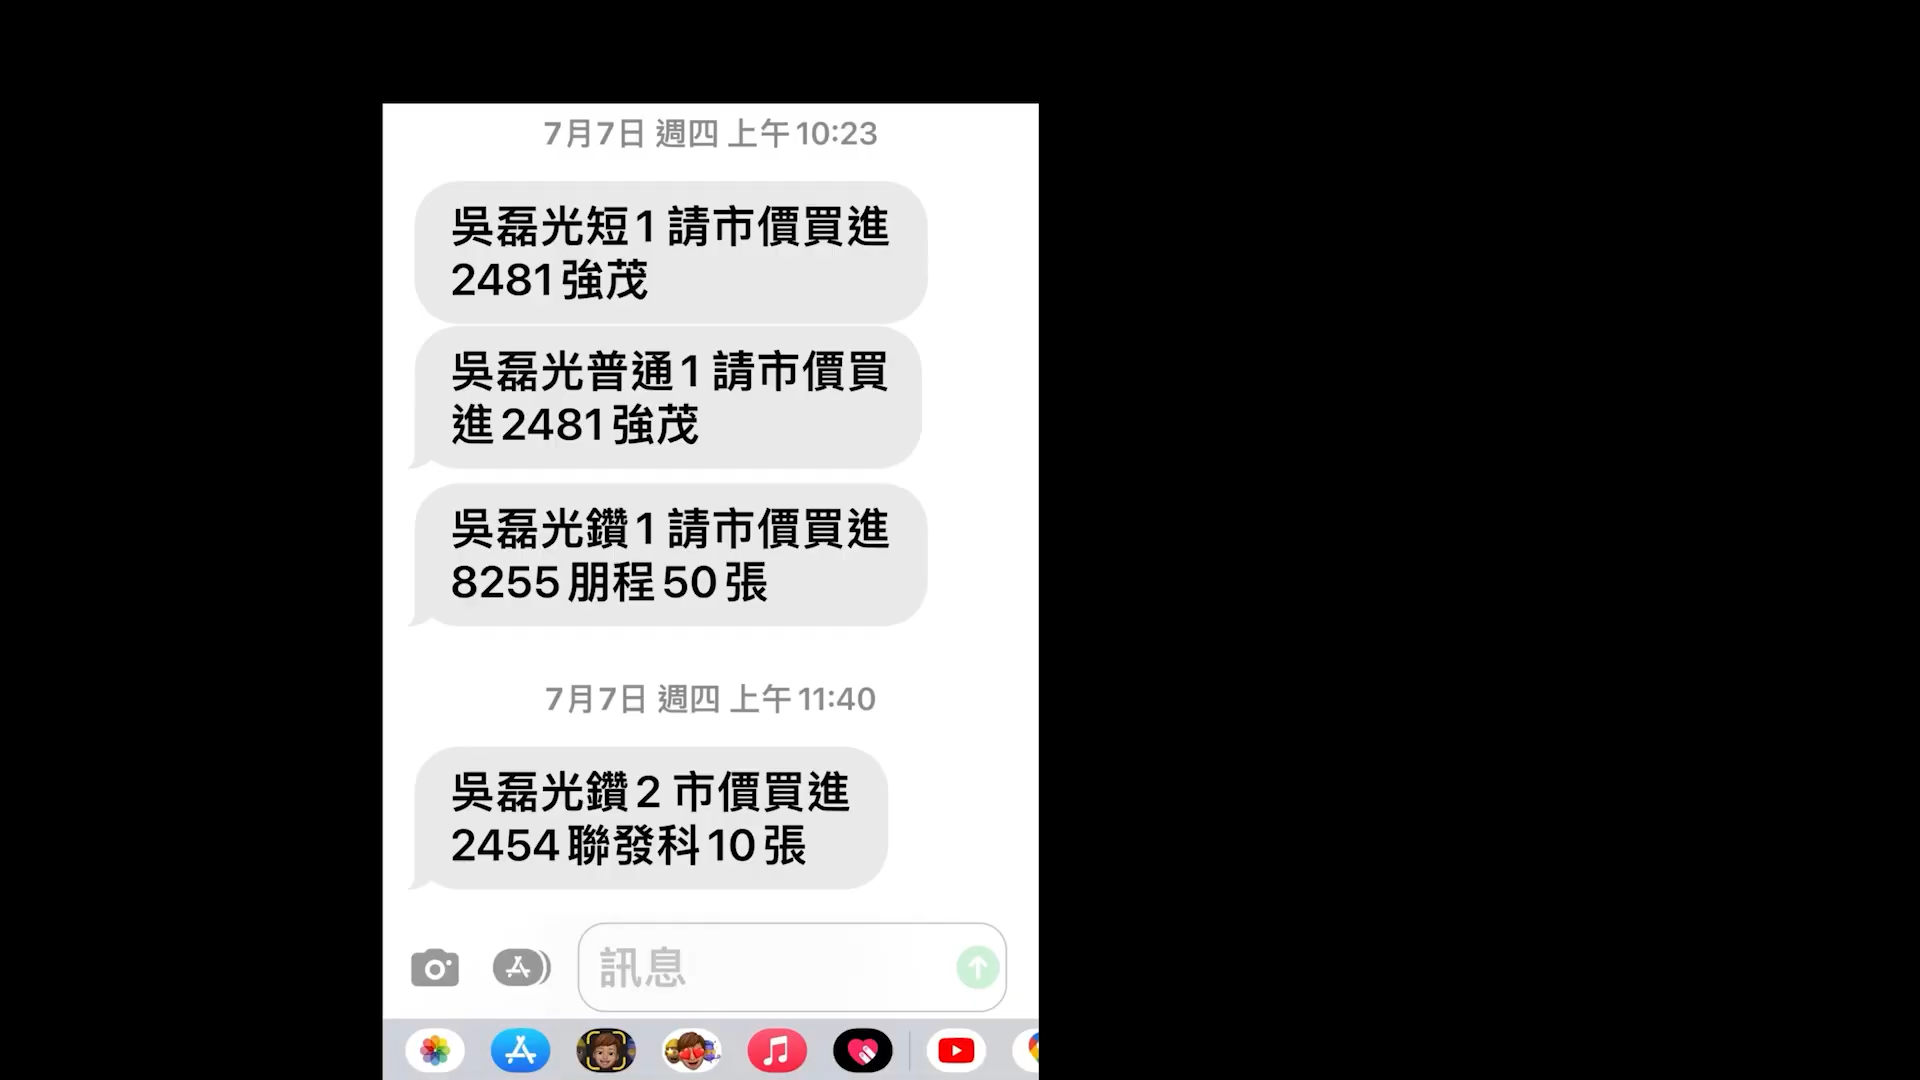 7月7日 週四 上午10:23
吳磊光短1 請市價買進
2481強茂
吳磊光普通1 請市價買
進2481強茂
吳磊光鑽1 請市價買進
8255朋程50張
7月7日 週四 上午11:40
吳磊光鑽2 市價買進
2454聯發科10張
訊息